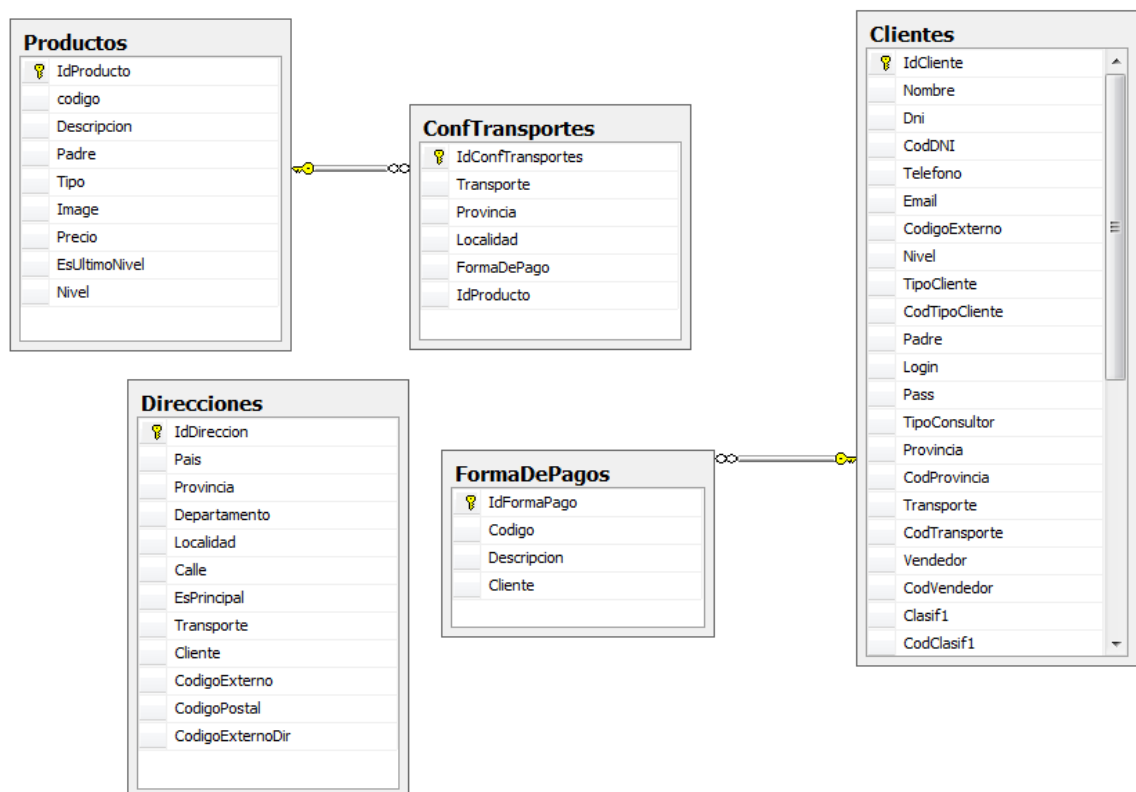 Productos
IdProducto
codigo
Descripcion
Padre
Tipo
Image
Precio
EsUltimoNivel
Nivel
ConfTransportes
IdConfTransportes
Transporte
Provincia
Localidad
FormaDePago
IdProducto
Clientes
IdCliente
Nombre
Dni
CodDNI
Telefono
Email
CodigoExterno
Nivel
TipoCliente
CodTipoCliente
Padre
Login
Pass
TipoConsultor
Provincia
CodProvincia
Transporte
CodTransporte
Vendedor
CodVendedor
Clasif1
CodClasif1
Direcciones
IdDireccion
Pais
Provincia
Departamento
Localidad
Calle
EsPrincipal
Transporte
Cliente
CodigoExterno
CodigoPostal
CodigoExternoDir
FormaDePagos
IdFormaPago
Codigo
Descripcion
Cliente